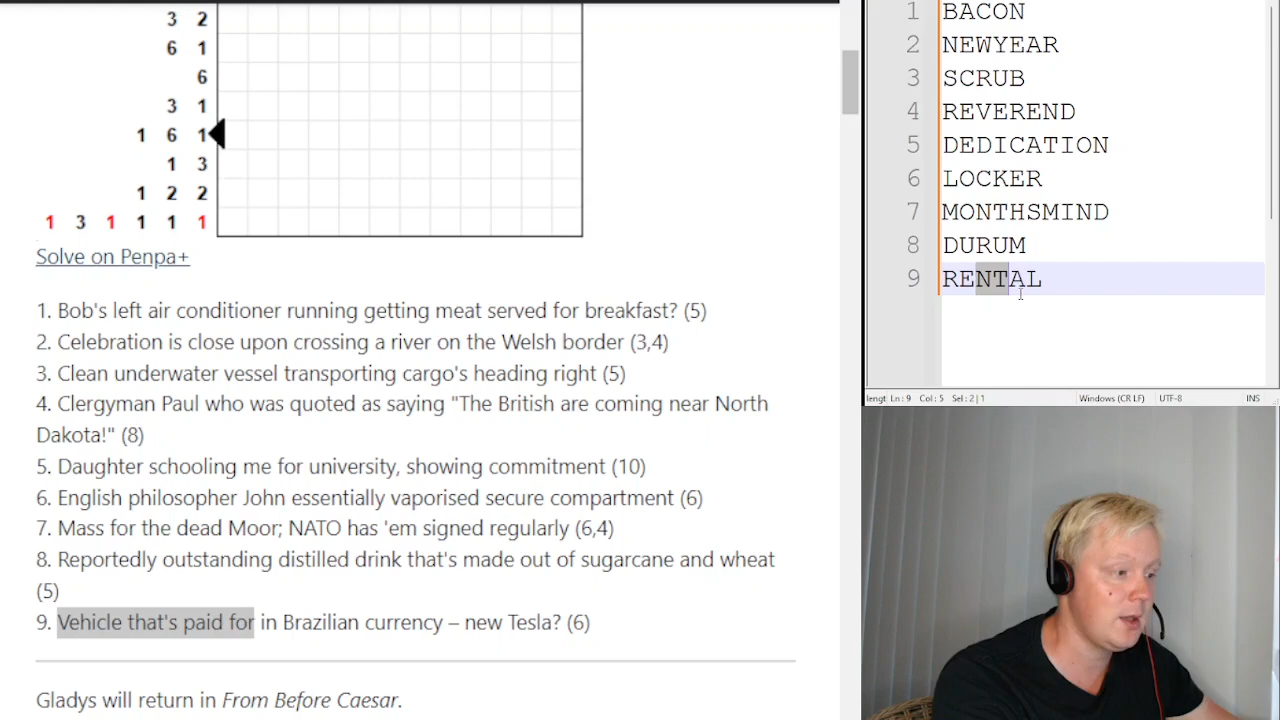 3 2
6 1
6
3 1
1 6 1
1 3
1 2 2
1 3 1 1 1 1
Solve on Penpa+
1. Bob's left air conditioner running getting meat served for breakfast? (5)
2. Celebration is close upon crossing a river on the Welsh border (3,4)
3. Clean underwater vessel transporting cargo's heading right (5)
4. Clergyman Paul who was quoted as saying "The British are coming near North
Dakota!" (8)
5. Daughter schooling me for university, showing commitment (10)
6. English philosopher John essentially vaporised secure compartment (6)
7. Mass for the dead Moor; NATO has 'em signed regularly (6,4)
8. Reportedly outstanding distilled drink that's made out of sugarcane and wheat
(5)
9. Vehicle that's paid for in Brazilian currency – new Tesla? (6)
Gladys will return in From Before Caesar.
1 BACON
2 NEWYEAR
3 SCRUB
4 REVEREND
5 DEDICATION
6 LOCKER
7 MONTHSMIND
8 DURUM
9 RENTAL
lengt Ln: 9 Col: 5 Sel: 2 | 1 Windows (CR LF) UTF-8 INS